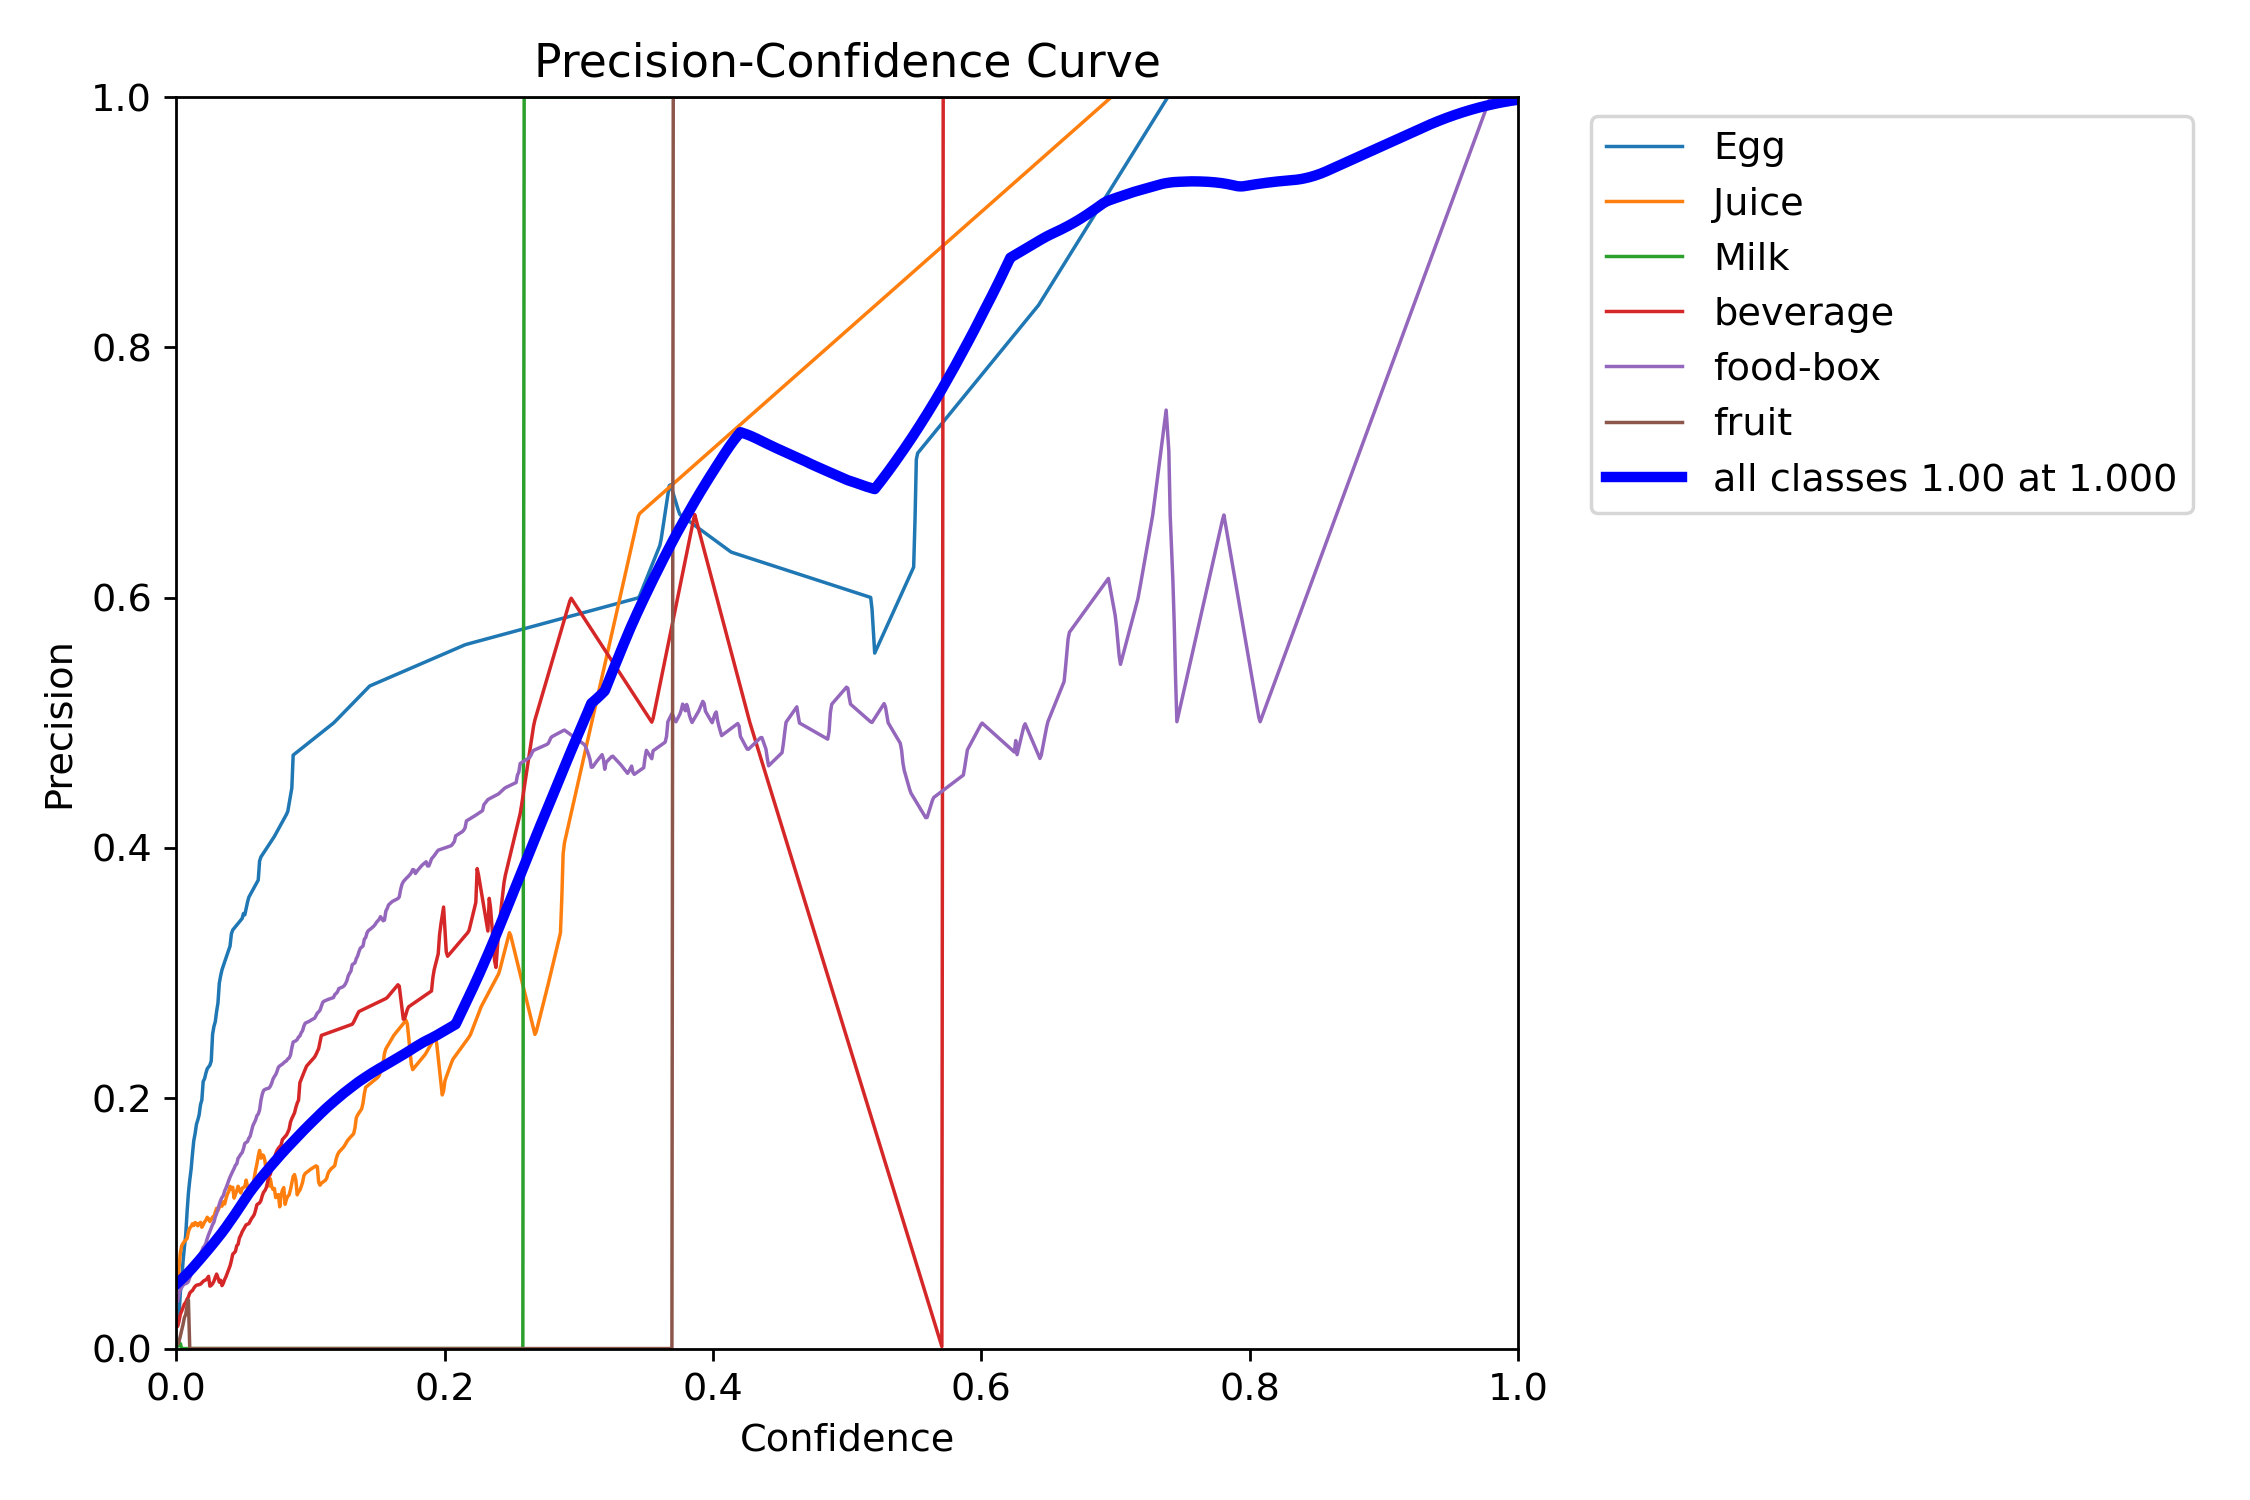 Precision-Confidence Curve
1.0
0.8
0.6
0.4
0.2
0.0
Precision
0.0 0.2 0.4 0.6 0.8 1.0
Confidence
Egg
Juice
Milk
beverage
food-box
fruit
all classes 1.00 at 1.000